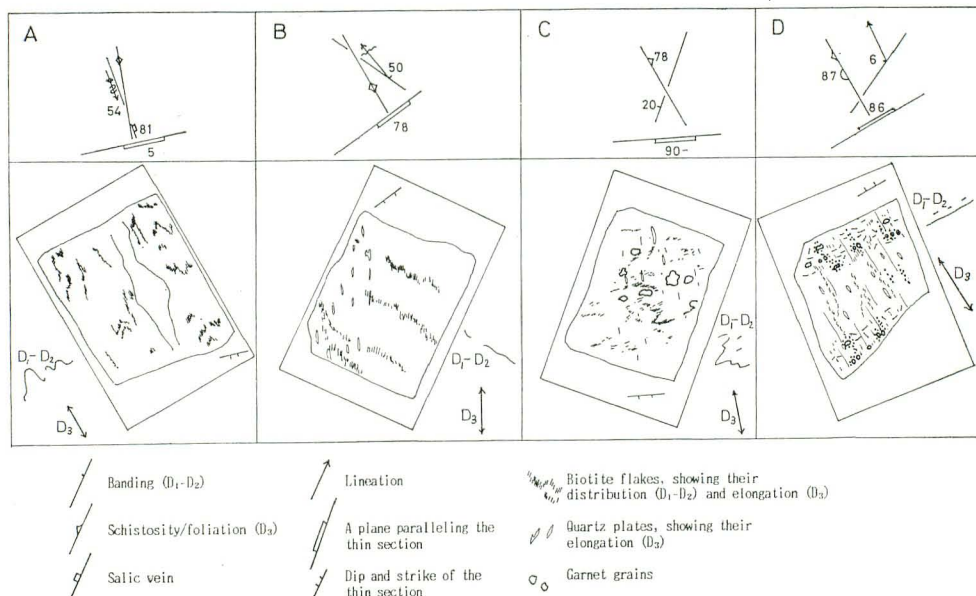 A
54
81
5
B
50
78
C
78
20
90
D
6
87
86
D₁-D₂
D₃
D₁-D₂
D₃
D₁-D₂
D₃
D₁-D₂
D₃
Banding (D₁-D₂)
Schistosity/foliation (D₃)
Salic vein
Lineation
A plane paralleling the
thin section
Dip and strike of the
thin section
Biotite flakes, showing their
distribution (D₁-D₂) and elongation (D₃)
Quartz plates, showing their
elongation (D₃)
Garnet grains